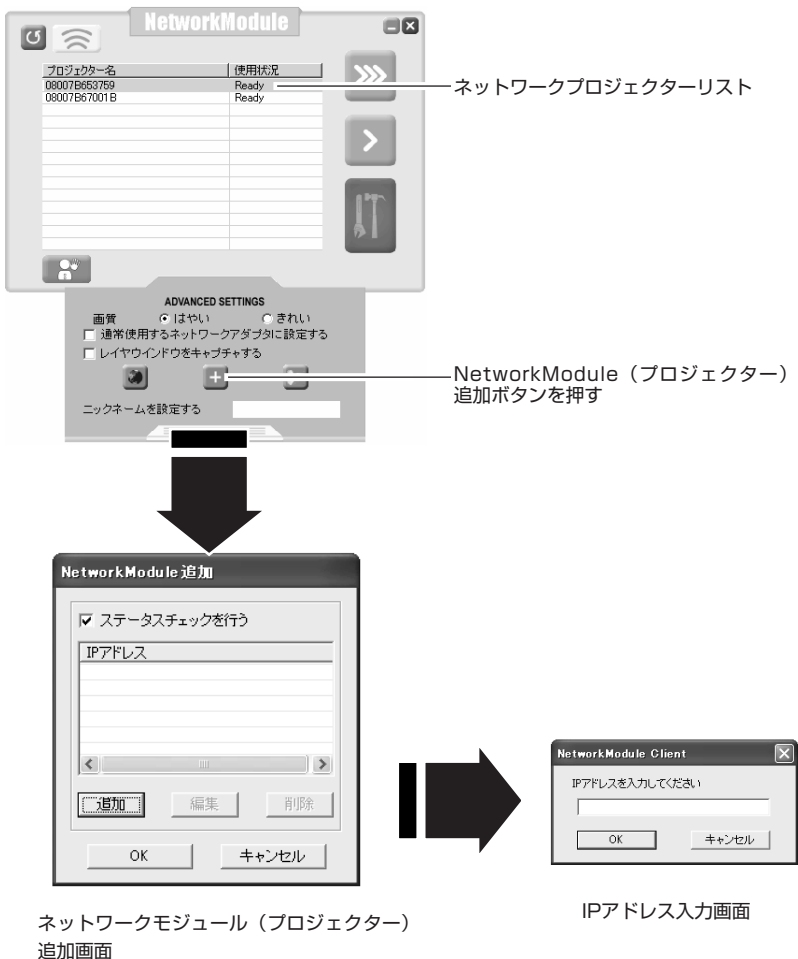 NetworkModule
プロジェクター名 使用状況
08007B653759 Ready
08007B67001B Ready
ネットワークプロジェクターリスト
ADVANCED SETTINGS
画質 はやい きれい
通常使用するネットワークアダプタに設定する
レイヤウインドウをキャプチャする
NetworkModule（プロジェクター）
追加ボタンを押す
ニックネームを設定する
NetworkModule追加
ステータスチェックを行う
IPアドレス
追加 編集 削除
OK キャンセル
ネットワークモジュール（プロジェクター）
追加画面
NetworkModule Client
IPアドレスを入力してください
OK キャンセル
IPアドレス入力画面